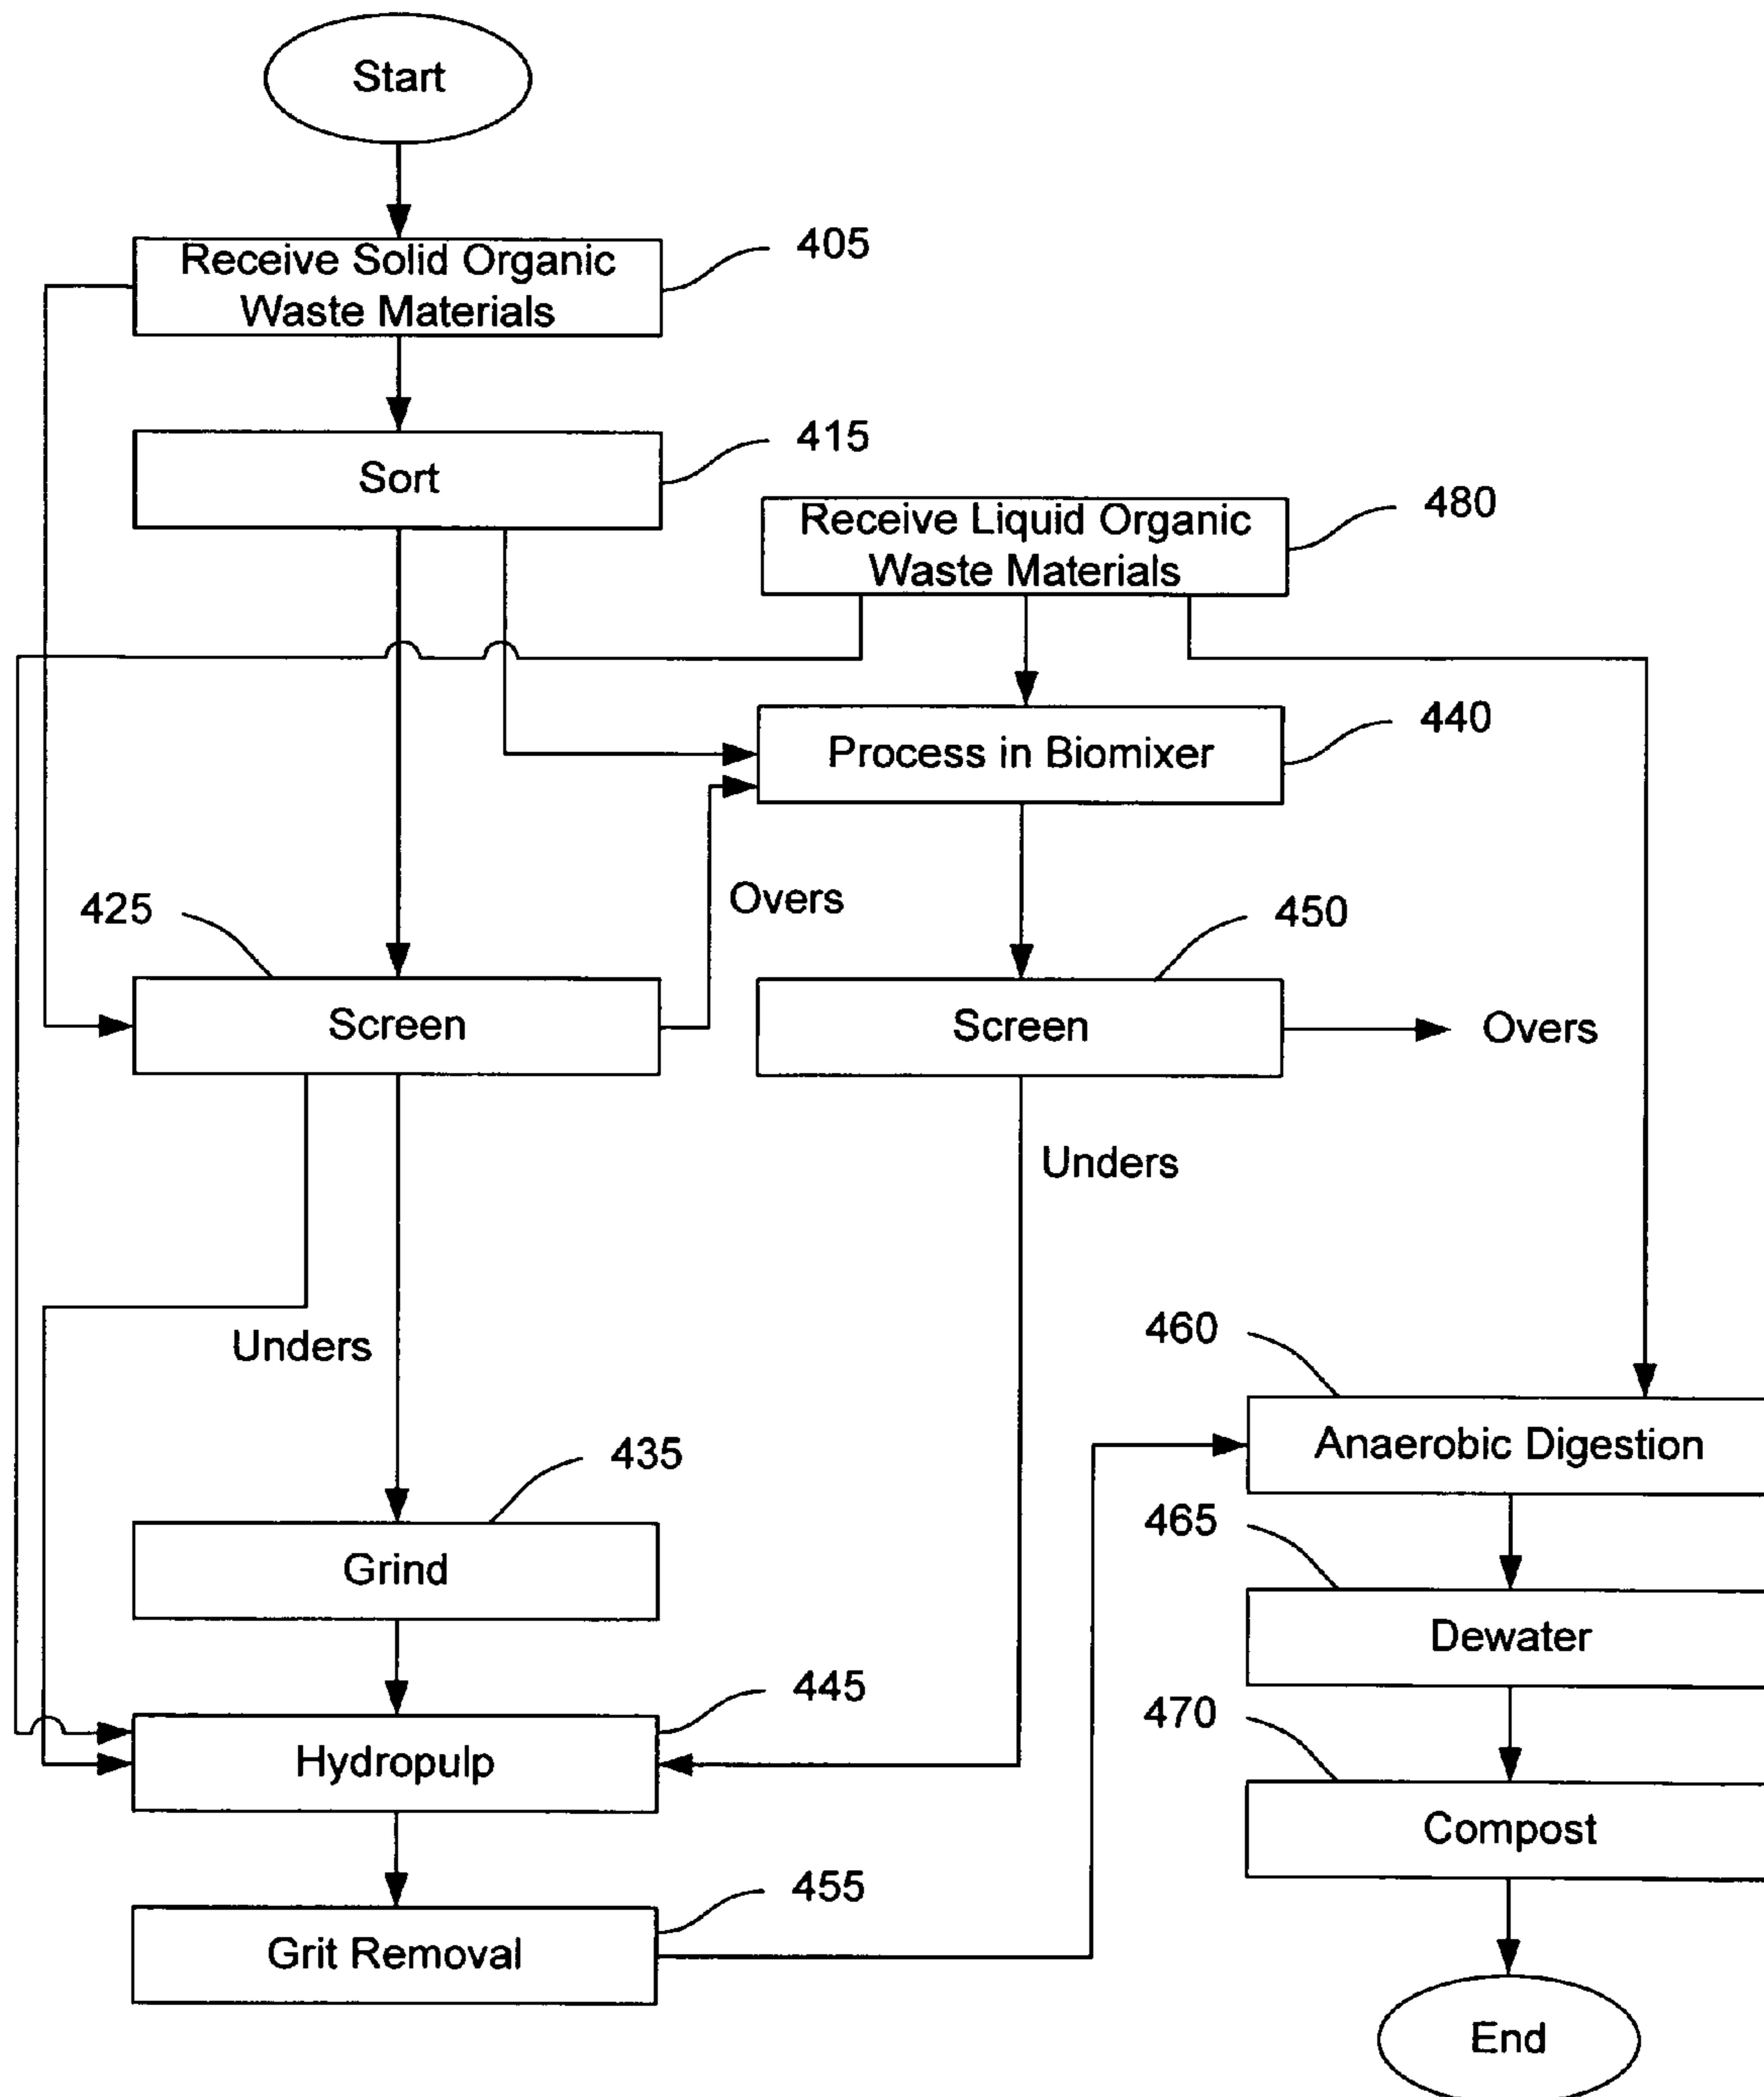 Start
Receive Solid Organic
Waste Materials
405
Sort
415
Receive Liquid Organic
Waste Materials
480
Process in Biomixer
440
Overs
425
Screen
450
Screen
Overs
Unders
Unders
460
Anaerobic Digestion
435
Grind
465
Dewater
445
Hydropulp
470
Compost
455
Grit Removal
End